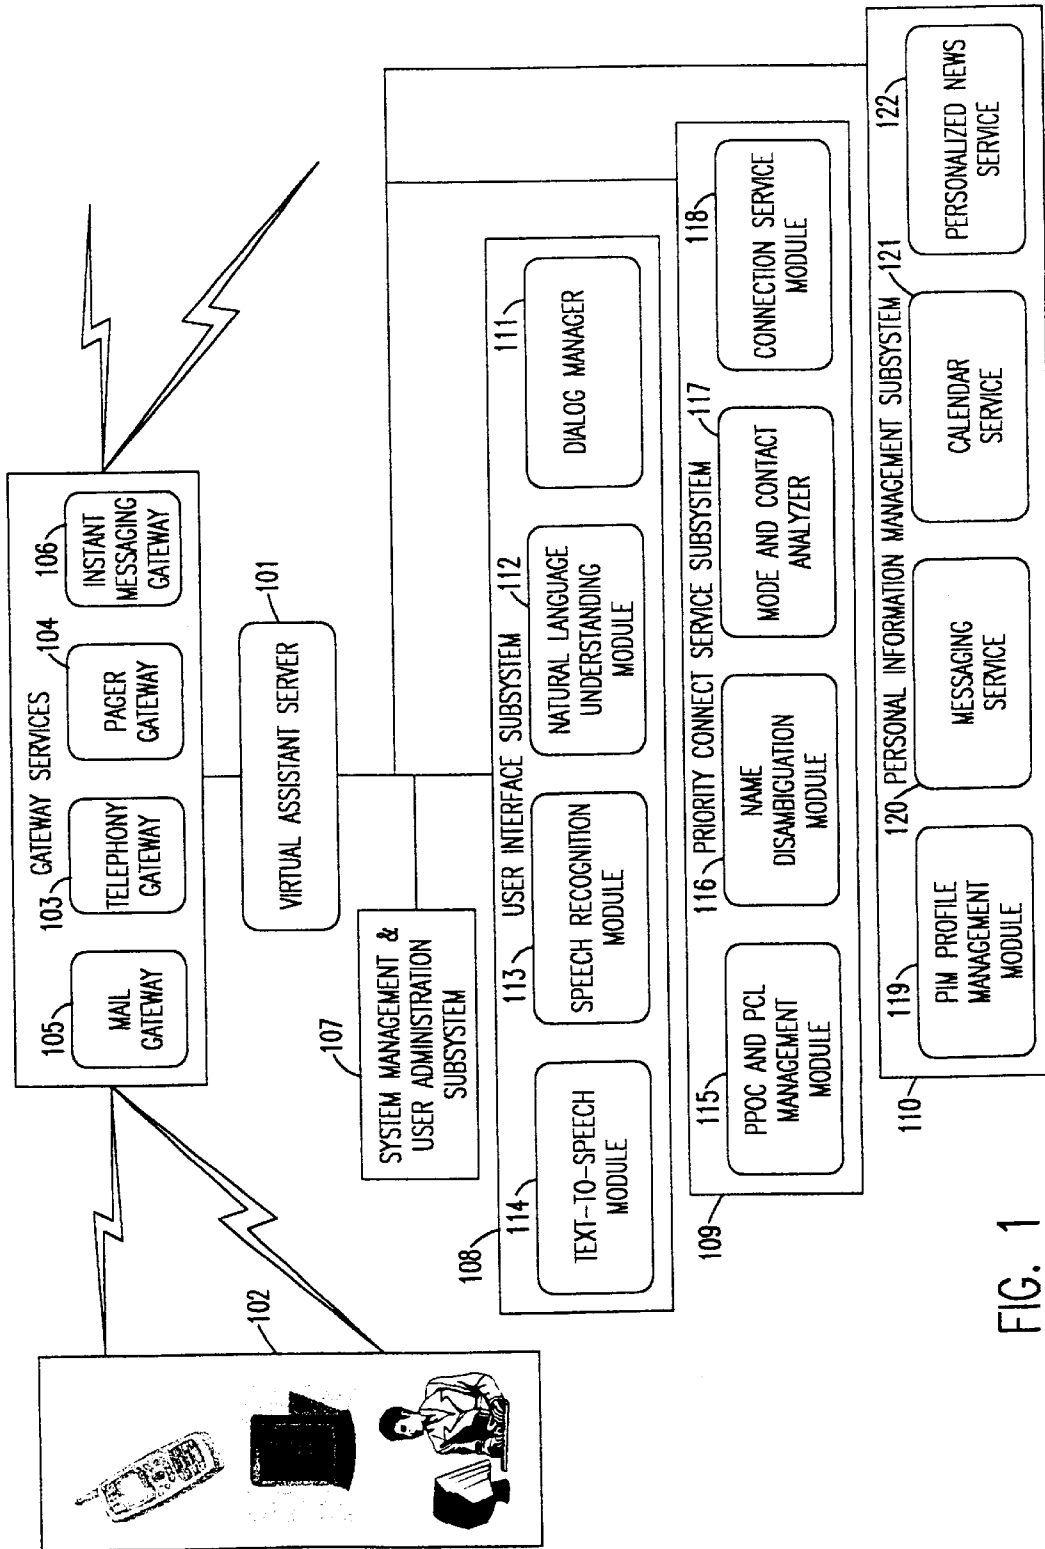 GATEWAY SERVICES
105
MAIL
GATEWAY
103
TELEPHONY
GATEWAY
104
PAGER
GATEWAY
106
INSTANT
MESSAGING
GATEWAY
102
101
VIRTUAL ASSISTANT SERVER
107
SYSTEM MANAGEMENT &
USER ADMINISTRATION
SUBSYSTEM
108
USER INTERFACE SUBSYSTEM
114
TEXT-TO-SPEECH
MODULE
113
SPEECH RECOGNITION
MODULE
112
NATURAL LANGUAGE
UNDERSTANDING
MODULE
111
DIALOG MANAGER
109
PRIORITY CONNECT SERVICE SUBSYSTEM
115
PPOC AND PCL
MANAGEMENT
MODULE
116
NAME
DISAMBIGUATION
MODULE
117
MODE AND CONTACT
ANALYZER
118
CONNECTION SERVICE
MODULE
110
PERSONAL INFORMATION MANAGEMENT SUBSYSTEM
119
PIM PROFILE
MANAGEMENT
MODULE
120
MESSAGING
SERVICE
121
CALENDAR
SERVICE
122
PERSONALIZED NEWS
SERVICE
FIG. 1